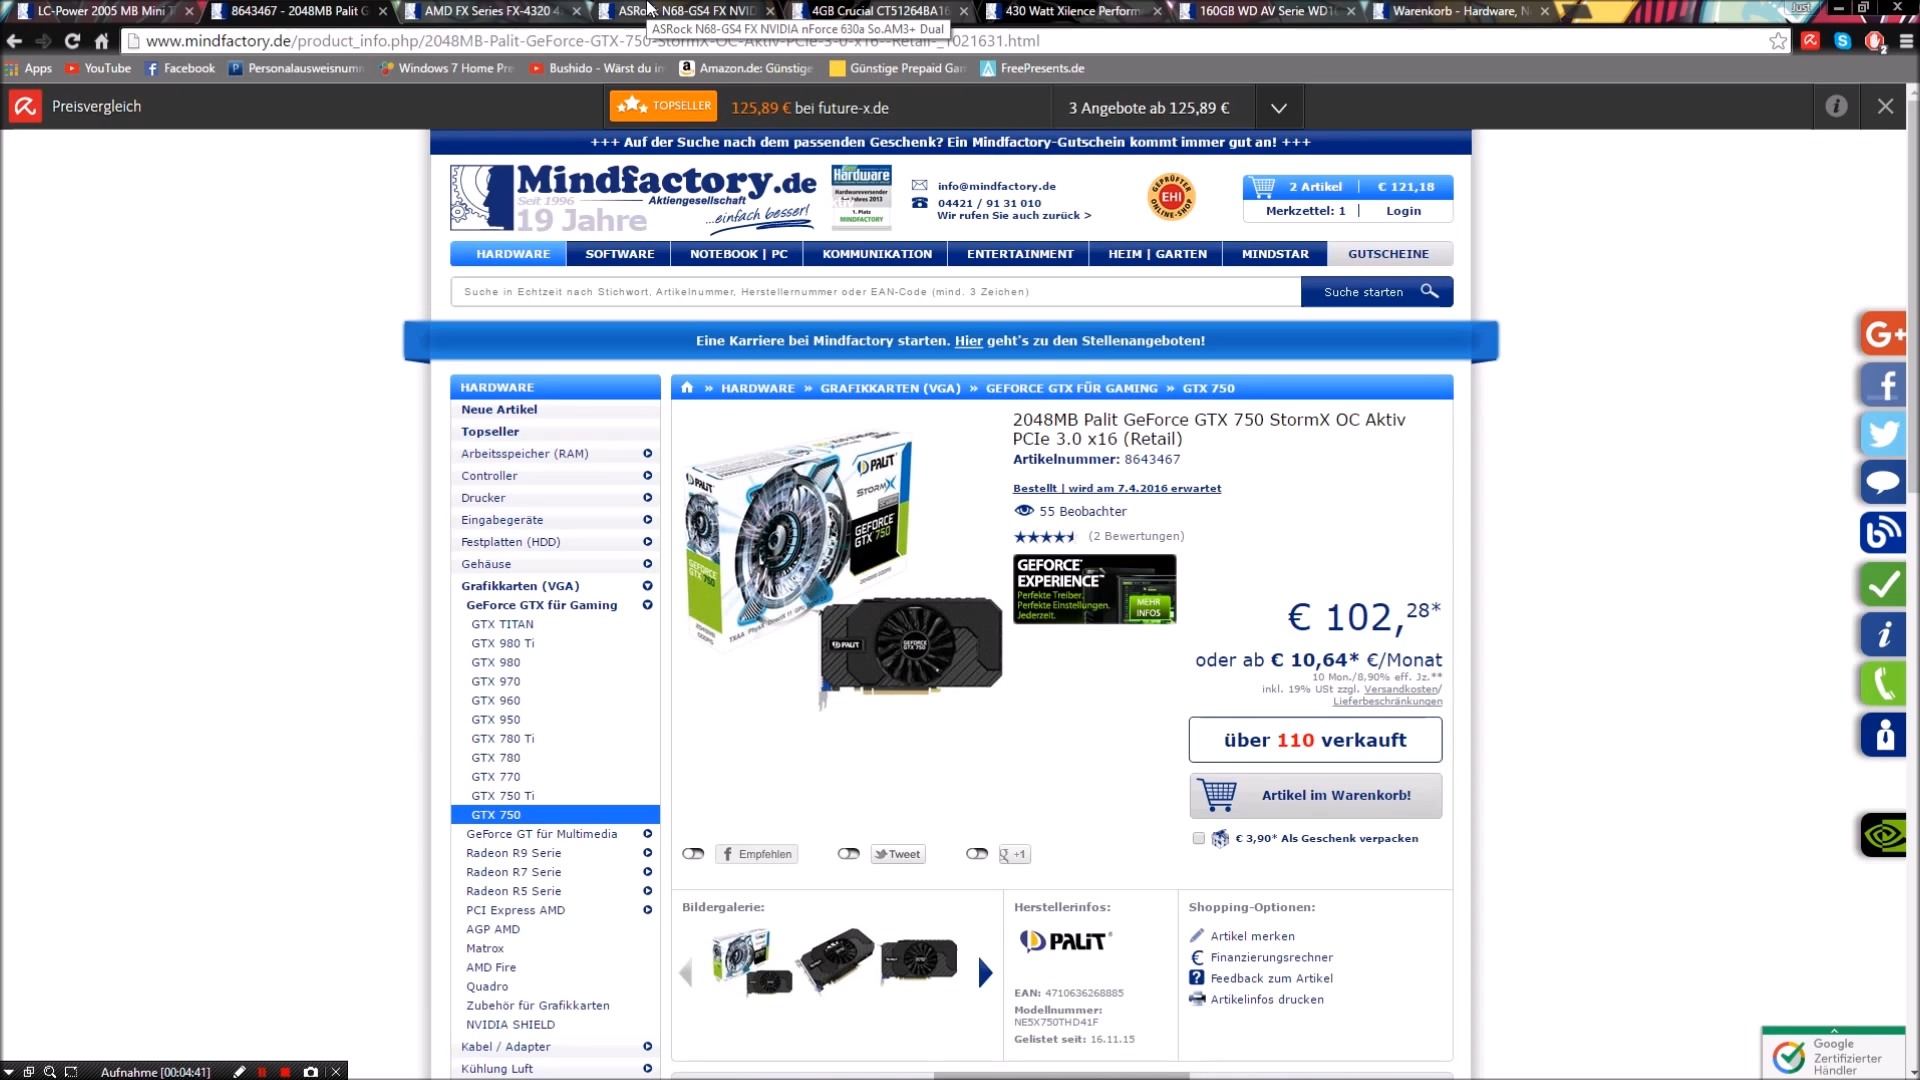 LC-Power 2005 MB Mini T
8643467 - 2048MB Palit G
AMD FX Series FX-4320 4
ASRock N68-GS4 FX NVID
4GB Crucial CT51264BA16
430 Watt Xilence Perform
160GB WD AV Serie WD1
Warenkorb - Hardware, N
Just
ASRock N68-GS4 FX NVIDIA nForce 630a So.AM3+ Dual
www.mindfactory.de/product_info.php/2048MB-Palit-GeForce-GTX-750-StormX-OC-Aktiv-PCIe-3-0-x16--Retail-_1021631.html
2
Apps
YouTube
Facebook
Personalausweisnumm
Windows 7 Home Pre
Bushido - Wärst du im
Amazon.de: Günstige
Günstige Prepaid Gan
FreePresents.de
Preisvergleich
TOPSELLER
125,89 € bei future-x.de
3 Angebote ab 125,89 €
+++ Auf der Suche nach dem passenden Geschenk? Ein Mindfactory-Gutschein kommt immer gut an! +++
Mindfactory.de
Seit 1996
Aktiengesellschaft
19 Jahre
...einfach besser!
Hardware
Hardwareversender
des Jahres 2013
1. Platz
MINDFACTORY
info@mindfactory.de
04421 / 91 31 010
Wir rufen Sie auch zurück >
GEPRÜFTER
EHI
ONLINE-SHOP
2 Artikel | € 121,18
Merkzettel: 1 | Login
HARDWARE
SOFTWARE
NOTEBOOK | PC
KOMMUNIKATION
ENTERTAINMENT
HEIM | GARTEN
MINDSTAR
GUTSCHEINE
Suche in Echtzeit nach Stichwort, Artikelnummer, Herstellernummer oder EAN-Code (mind. 3 Zeichen)
Suche starten
Eine Karriere bei Mindfactory starten. Hier geht's zu den Stellenangeboten!
HARDWARE
Neue Artikel
Topseller
Arbeitsspeicher (RAM)
Controller
Drucker
Eingabegeräte
Festplatten (HDD)
Gehäuse
Grafikkarten (VGA)
GeForce GTX für Gaming
GTX TITAN
GTX 980 Ti
GTX 980
GTX 970
GTX 960
GTX 950
GTX 780 Ti
GTX 780
GTX 770
GTX 750 Ti
GTX 750
GeForce GT für Multimedia
Radeon R9 Serie
Radeon R7 Serie
Radeon R5 Serie
PCI Express AMD
AGP AMD
Matrox
AMD Fire
Quadro
Zubehör für Grafikkarten
NVIDIA SHIELD
Kabel / Adapter
Kühlung Luft
» HARDWARE » GRAFIKKARTEN (VGA) » GEFORCE GTX FÜR GAMING » GTX 750
2048MB Palit GeForce GTX 750 StormX OC Aktiv
PCIe 3.0 x16 (Retail)
Artikelnummer: 8643467
Bestellt | wird am 7.4.2016 erwartet
55 Beobachter
(2 Bewertungen)
PALIT
PALIT
STORMX
GEFORCE
GTX 750
GEFORCE
GTX 750
PALIT
GEFORCE
GTX 750
GEFORCE
EXPERIENCE™
Perfekte Treiber.
Perfekte Einstellungen.
Jederzeit.
MEHR
INFOS
€ 102,28*
oder ab € 10,64* €/Monat
10 Mon./8,90% eff. Jz.**
inkl. 19% USt zzgl. Versandkosten/
Lieferbeschränkungen
über 110 verkauft
Artikel im Warenkorb!
€ 3,90* Als Geschenk verpacken
f Empfehlen
Tweet
g +1
Bildergalerie:
Herstellerinfos:
PALIT
EAN: 4710636268885
Modellnummer:
NE5X750THD41F
Gelistet seit: 16.11.15
Shopping-Optionen:
Artikel merken
Finanzierungsrechner
Feedback zum Artikel
Artikelinfos drucken
G+
f
i
Google
Zertifizierter
Händler
Aufnahme [00:04:41]